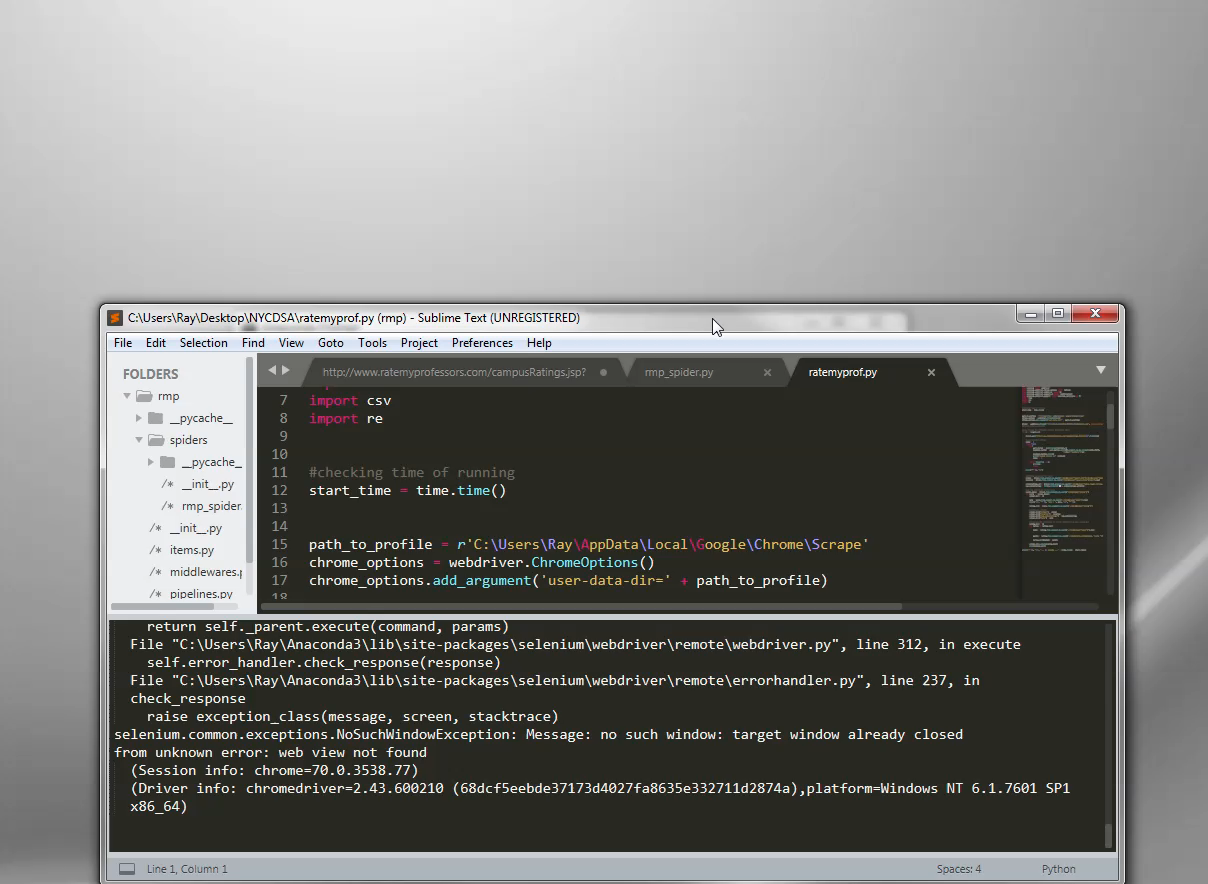 C:\Users\Ray\Desktop\NYCDSA\ratemyprof.py (rmp) - Sublime Text (UNREGISTERED)
File Edit Selection Find View Goto Tools Project Preferences Help
FOLDERS
rmp
__pycache__
spiders
__pycache_
/* __init__.py
/* rmp_spider.
/* __init__.py
/* items.py
/* middlewares.p
/* pipelines.py
http://www.ratemyprofessors.com/campusRatings.jsp?
rmp_spider.py
ratemyprof.py
7 import csv
8 import re
9
10
11 #checking time of running
12 start_time = time.time()
13
14
15 path_to_profile = r'C:\Users\Ray\AppData\Local\Google\Chrome\Scrape'
16 chrome_options = webdriver.ChromeOptions()
17 chrome_options.add_argument('user-data-dir=' + path_to_profile)
18
return self._parent.execute(command, params)
File "C:\Users\Ray\Anaconda3\lib\site-packages\selenium\webdriver\remote\webdriver.py", line 312, in execute
self.error_handler.check_response(response)
File "C:\Users\Ray\Anaconda3\lib\site-packages\selenium\webdriver\remote\errorhandler.py", line 237, in
check_response
raise exception_class(message, screen, stacktrace)
selenium.common.exceptions.NoSuchWindowException: Message: no such window: target window already closed
from unknown error: web view not found
(Session info: chrome=70.0.3538.77)
(Driver info: chromedriver=2.43.600210 (68dcf5eebde37173d4027fa8635e332711d2874a),platform=Windows NT 6.1.7601 SP1
x86_64)
Line 1, Column 1
Spaces: 4
Python